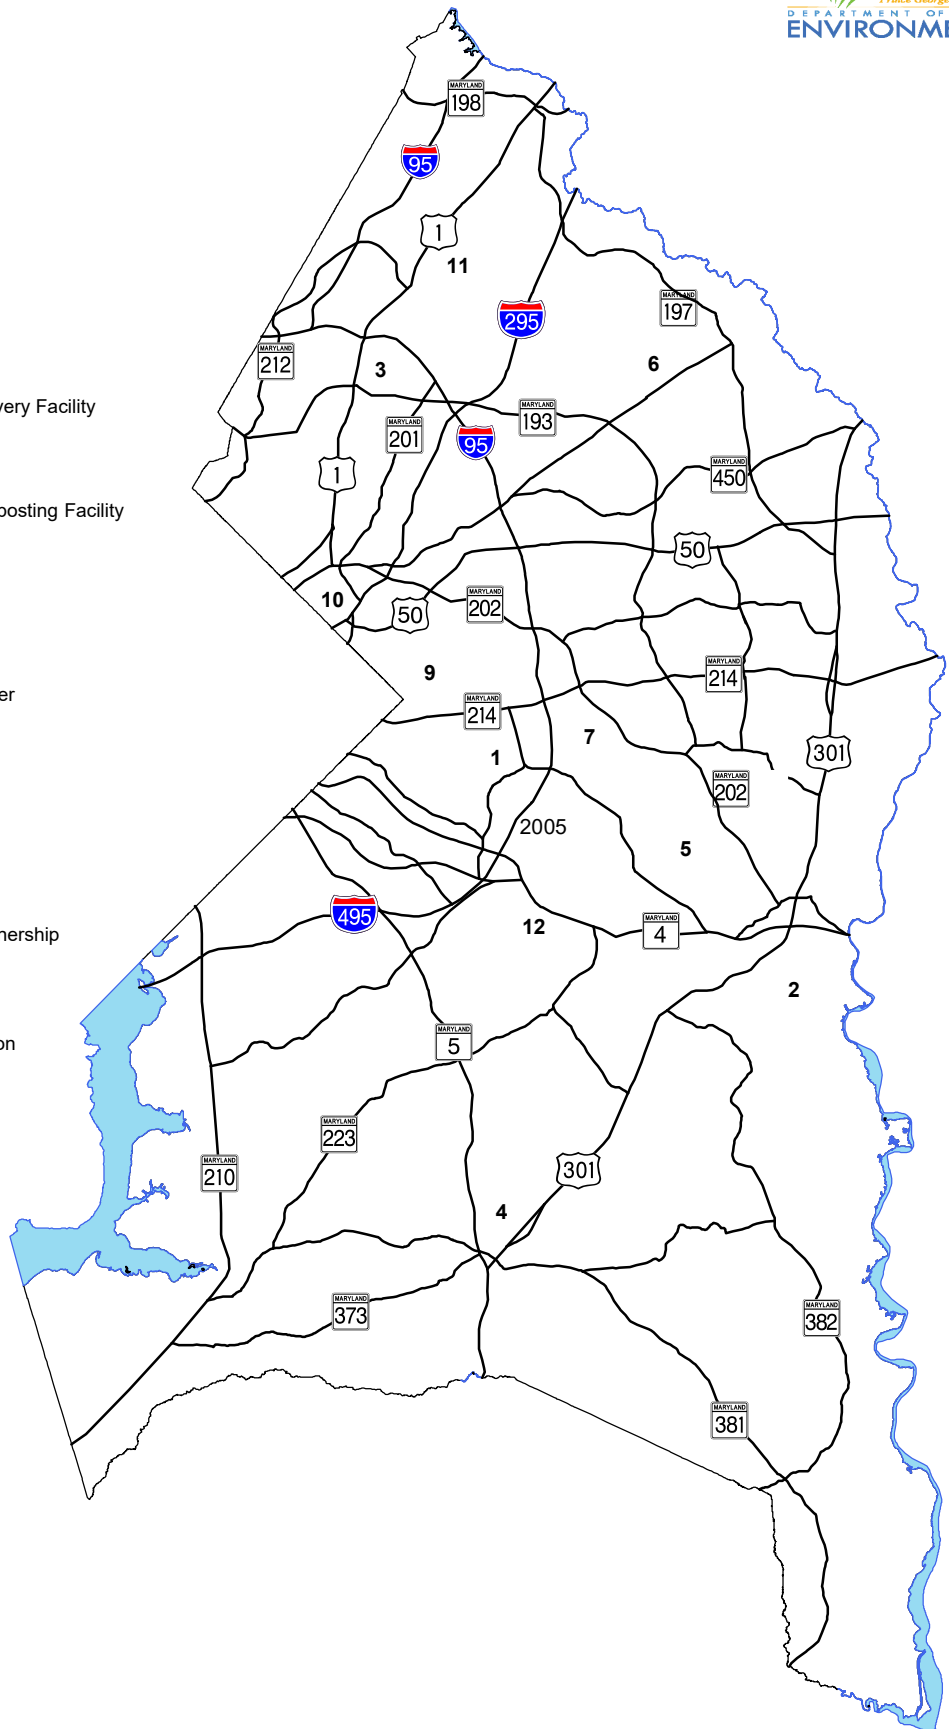 Prince George
DEPARTMENT OF
ENVIRONME
MARYLAND
198
95
1
11
295
MARYLAND
197
MARYLAND
212
3
6
very Facility
MARYLAND
193
MARYLAND
201
95
1
MARYLAND
450
posting Facility
50
10
50
MARYLAND
202
9
MARYLAND
214
er
MARYLAND
214
7
1
301
MARYLAND
202
2005
5
495
12
MARYLAND
4
nership
2
on
MARYLAND
5
MARYLAND
223
MARYLAND
210
301
4
MARYLAND
373
MARYLAND
382
MARYLAND
381